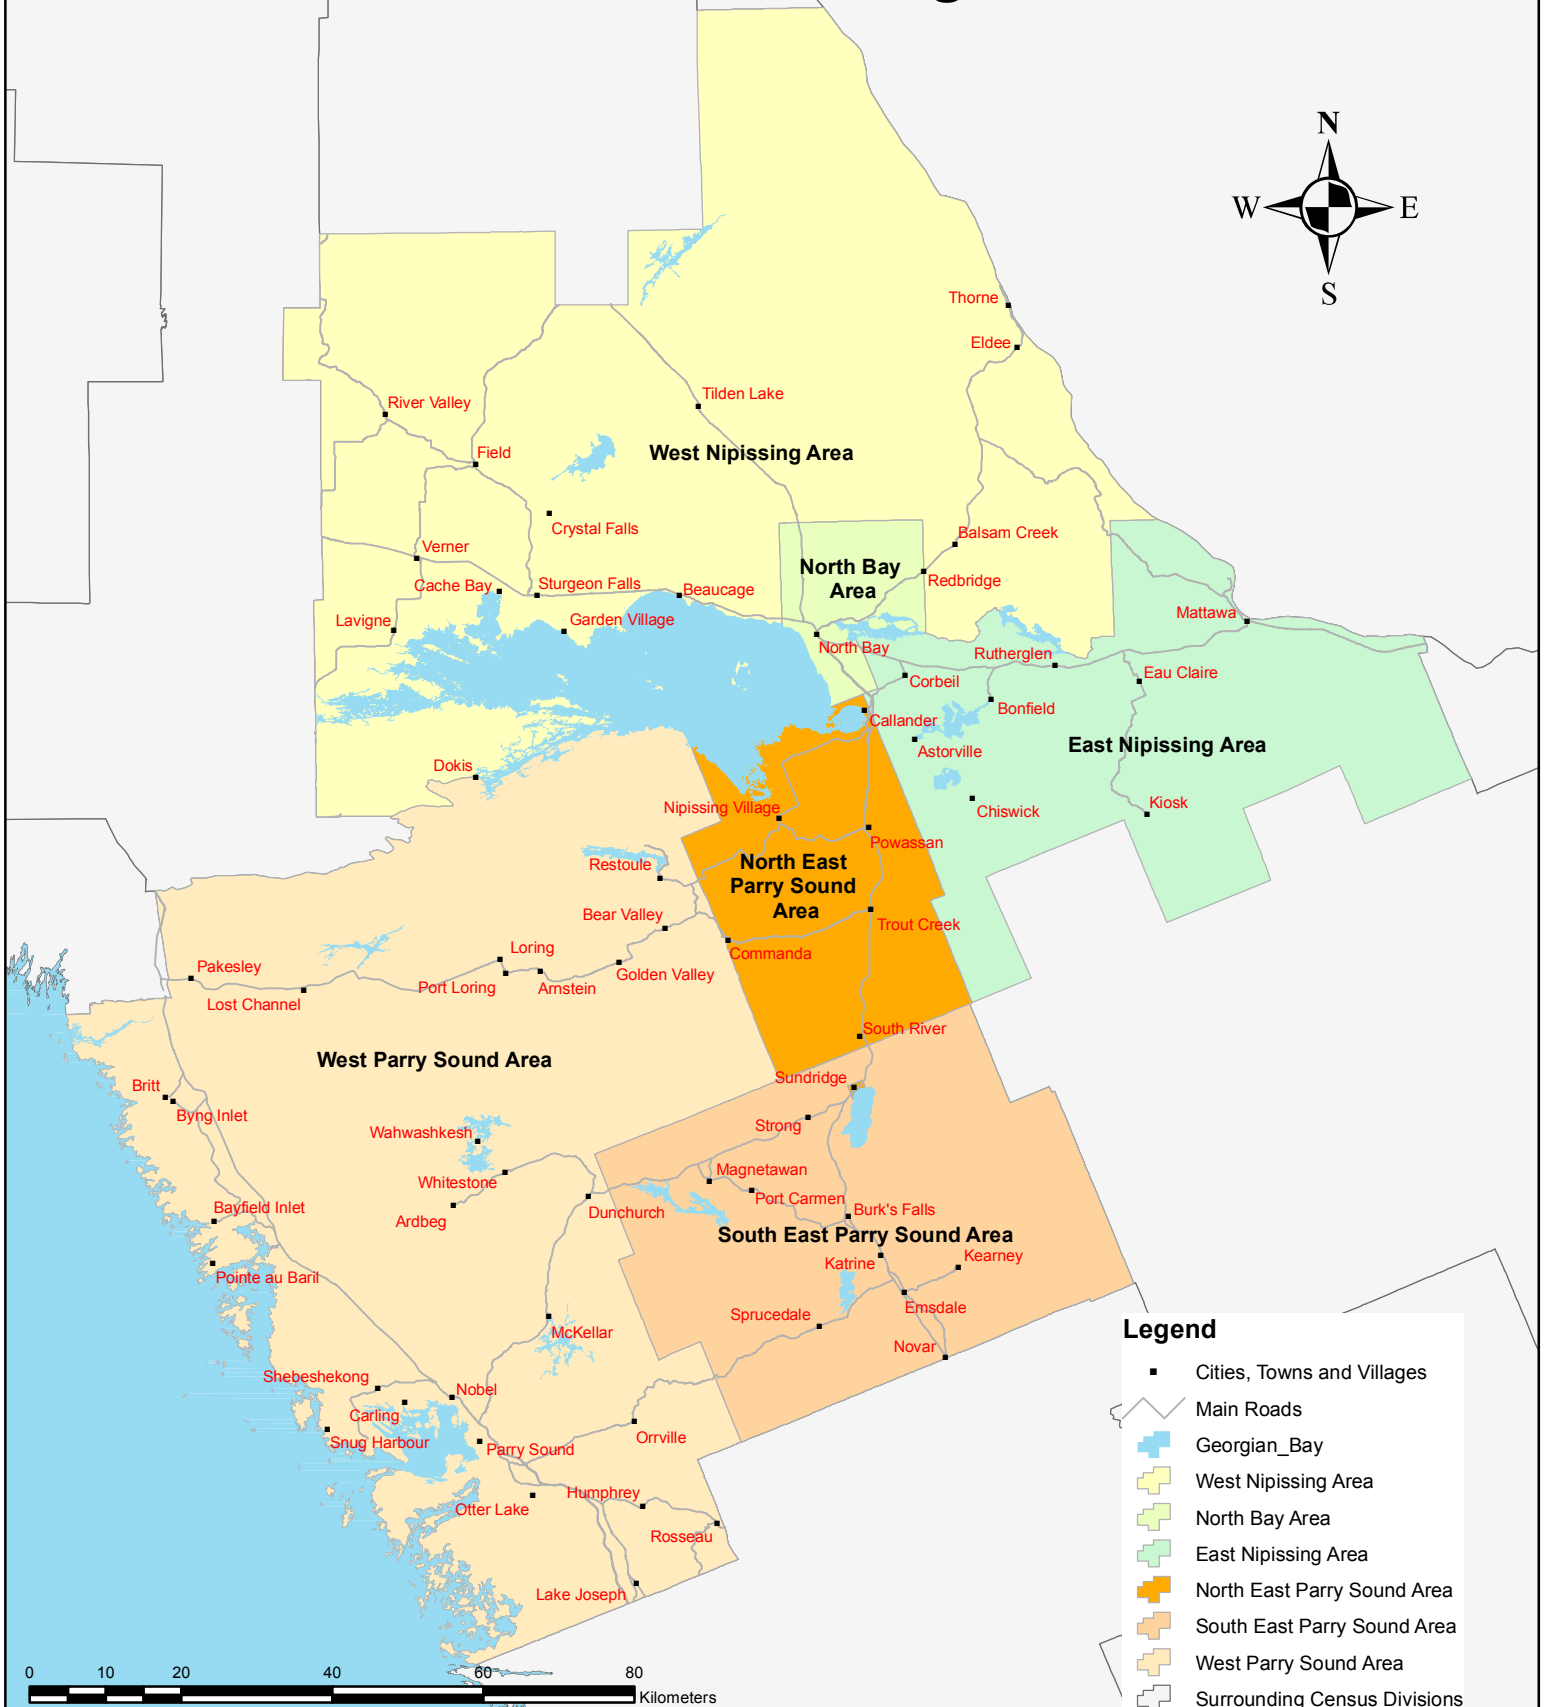 N
W E
S
Thorne
Eldee
Tilden Lake
River Valley
West Nipissing Area
Field
Crystal Falls
Balsam Creek
Verner
North Bay
Area
Redbridge
Cache Bay
Sturgeon Falls
Beaucage
Mattawa
Lavigne
Garden Village
North Bay
Rutherglen
Eau Claire
Corbeil
Bonfield
Callander
Astorville
East Nipissing Area
Dokis
Nipissing Village
Kiosk
Chiswick
Powassan
North East
Parry Sound
Area
Restoule
Bear Valley
Trout Creek
Commanda
Loring
Pakesley
Golden Valley
Port Loring
Arnstein
Lost Channel
South River
West Parry Sound Area
Sundridge
Britt
Byng Inlet
Strong
Wahwashkesh
Magnetawan
Whitestone
Port Carmen
Bayfield Inlet
Ardbeg
Dunchurch
Burk's Falls
South East Parry Sound Area
Katrine
Kearney
Pointe au Baril
Emsdale
Sprucedale
McKellar
Novar
Shebeshekong
Nobel
Carling
Snug Harbour
Parry Sound
Orrville
Humphrey
Otter Lake
Rosseau
Lake Joseph
Legend
Cities, Towns and Villages
Main Roads
Georgian_Bay
West Nipissing Area
North Bay Area
East Nipissing Area
North East Parry Sound Area
South East Parry Sound Area
West Parry Sound Area
Surrounding Census Divisions
0 10 20 40 60 80
Kilometers